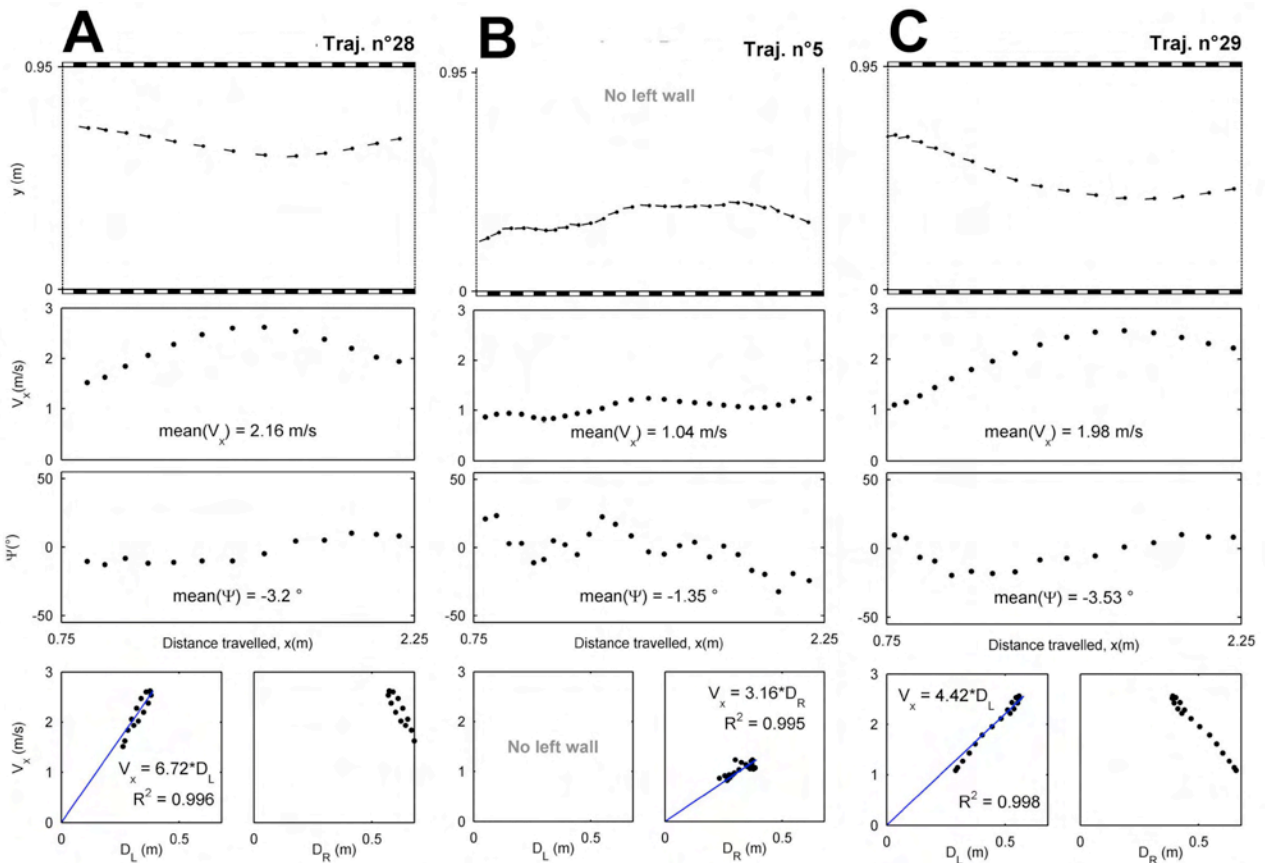 A
Traj. n°28
B
Traj. n°5
C
Traj. n°29
0.95
y (m)
0
0.95
No left wall
0
0.95
0
3
2
1
0
V_x(m/s)
mean(V_x) = 2.16 m/s
3
2
1
0
mean(V_x) = 1.04 m/s
3
2
1
0
mean(V_x) = 1.98 m/s
50
0
-50
Ψ(°)
mean(Ψ) = -3.2 °
0.75
Distance travelled, x(m)
2.25
50
0
-50
mean(Ψ) = -1.35 °
0.75
Distance travelled, x(m)
2.25
50
0
-50
mean(Ψ) = -3.53 °
0.75
Distance travelled, x(m)
2.25
3
2
1
0
V_x (m/s)
V_x = 6.72*D_L
R² = 0.996
0
0.5
D_L (m)
0
0.5
D_R (m)
3
2
1
0
No left wall
0
0.5
D_L (m)
V_x = 3.16*D_R
R² = 0.995
0
0.5
D_R (m)
3
2
1
0
V_x = 4.42*D_L
R² = 0.998
0
0.5
D_L (m)
0
0.5
D_R (m)